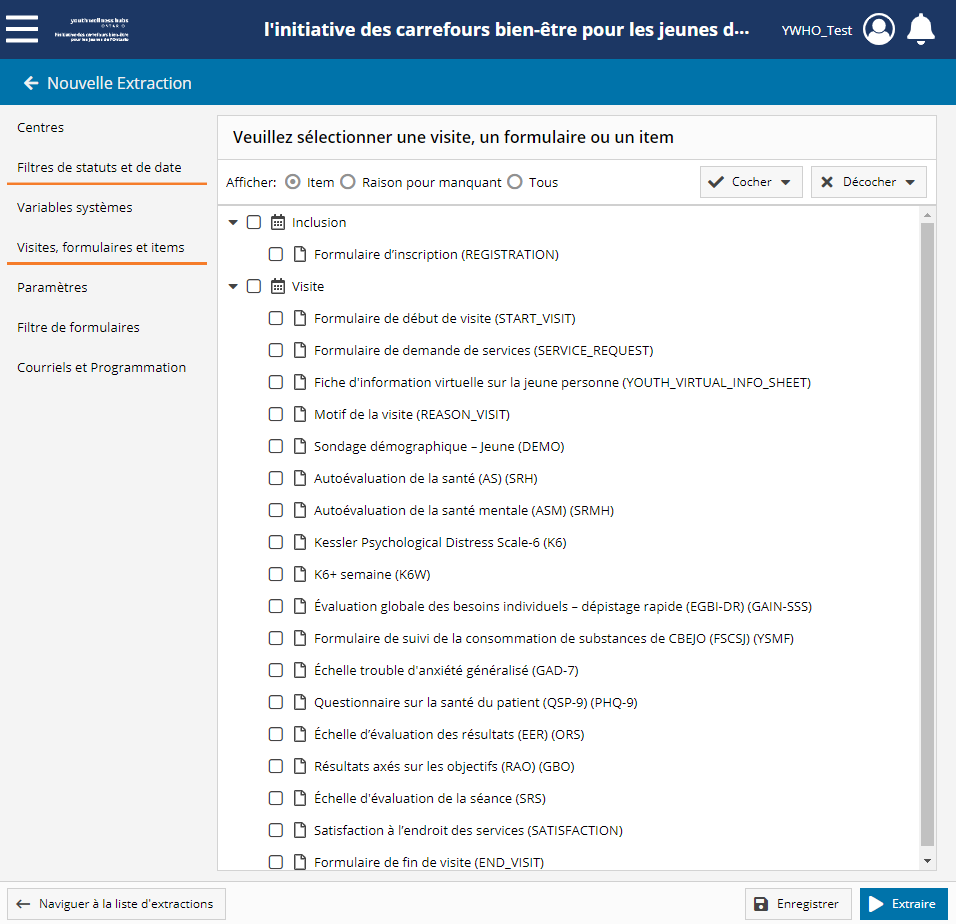 youth wellness hubs
ONTARIO
l'initiative des carrefours bien-être
pour les jeunes de l'Ontario
l'initiative des carrefours bien-être pour les jeunes d...
YWHO_Test
Nouvelle Extraction
Centres
Filtres de statuts et de date
Variables systèmes
Visites, formulaires et items
Paramètres
Filtre de formulaires
Courriels et Programmation
Veuillez sélectionner une visite, un formulaire ou un item
Afficher: Item Raison pour manquant Tous Cocher Décocher
Inclusion
Formulaire d’inscription (REGISTRATION)
Visite
Formulaire de début de visite (START_VISIT)
Formulaire de demande de services (SERVICE_REQUEST)
Fiche d'information virtuelle sur la jeune personne (YOUTH_VIRTUAL_INFO_SHEET)
Motif de la visite (REASON_VISIT)
Sondage démographique – Jeune (DEMO)
Autoévaluation de la santé (AS) (SRH)
Autoévaluation de la santé mentale (ASM) (SRMH)
Kessler Psychological Distress Scale-6 (K6)
K6+ semaine (K6W)
Évaluation globale des besoins individuels – dépistage rapide (EGBI-DR) (GAIN-SSS)
Formulaire de suivi de la consommation de substances de CBEJO (FSCSJ) (YSMF)
Échelle trouble d'anxiété généralisé (GAD-7)
Questionnaire sur la santé du patient (QSP-9) (PHQ-9)
Échelle d’évaluation des résultats (EER) (ORS)
Résultats axés sur les objectifs (RAO) (GBO)
Échelle d'évaluation de la séance (SRS)
Satisfaction à l’endroit des services (SATISFACTION)
Formulaire de fin de visite (END_VISIT)
Naviguer à la liste d'extractions
Enregistrer
Extraire